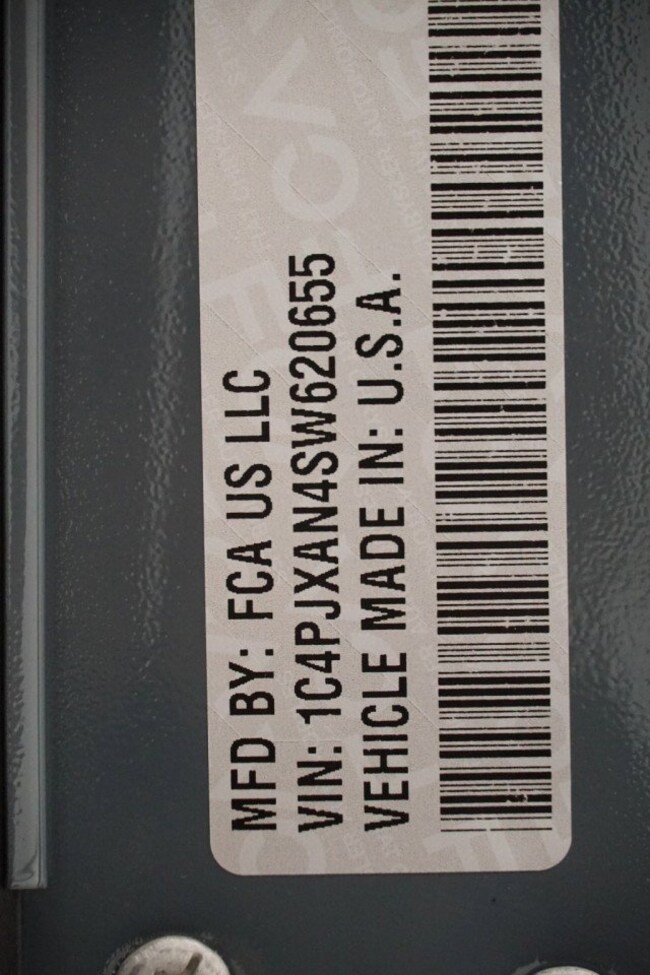 MFD BY: FCA US LLC
VIN: 1C4PJXAN4SW620655
VEHICLE MADE IN: U.S.A.